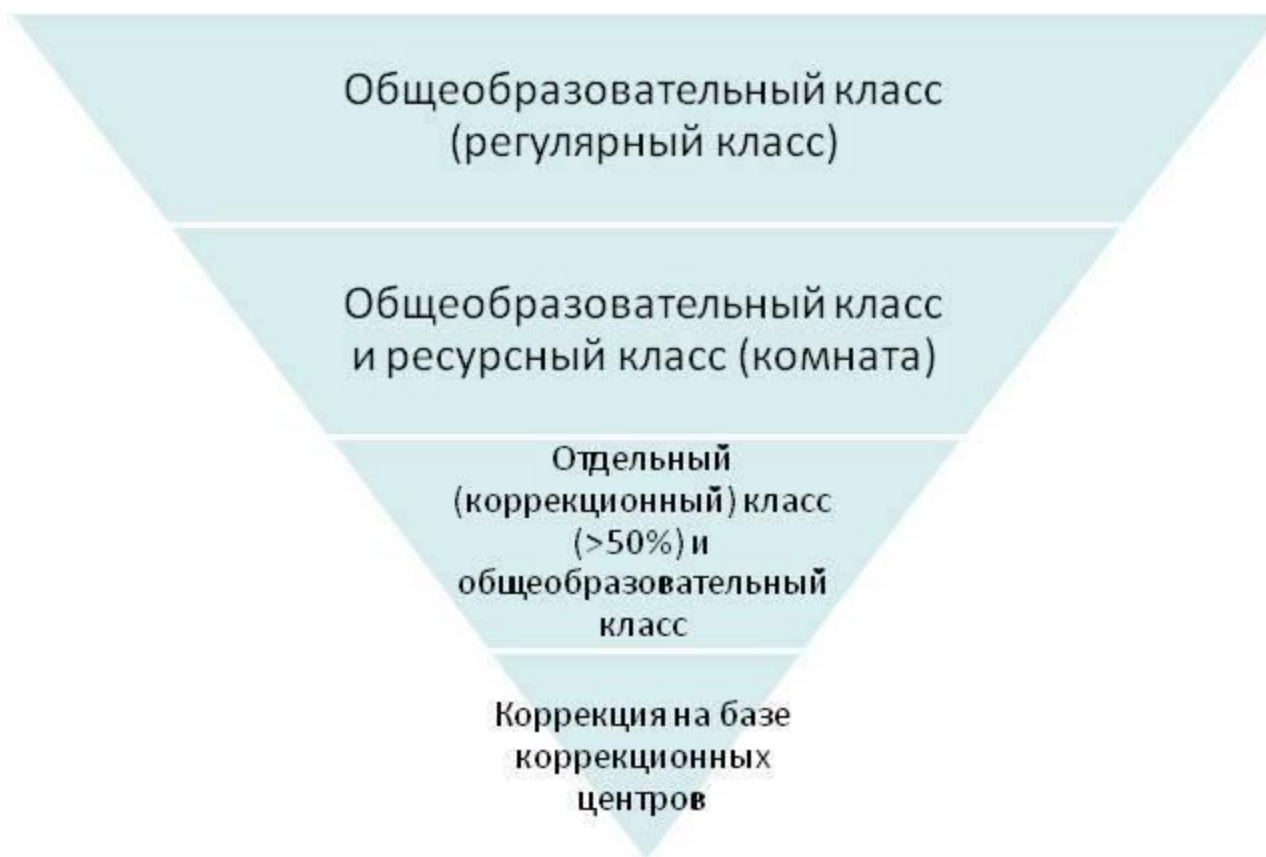 Общеобразовательный класс
(регулярный класс)
Общеобразовательный класс
и ресурсный класс (комната)
Отдельный
(коррекционный) класс
(>50%) и
общеобразовательный
класс
Коррекция на базе
коррекционных
центров